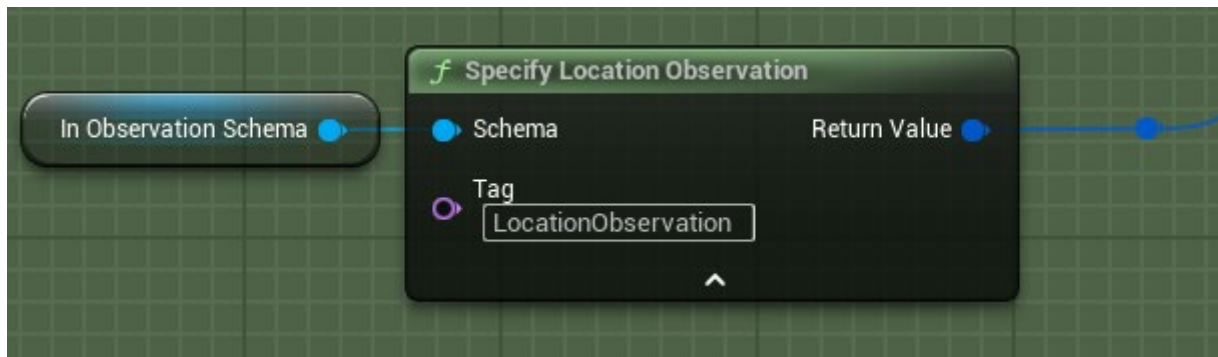 Specify Location Observation
In Observation Schema
Schema
Return Value
Tag
LocationObservation